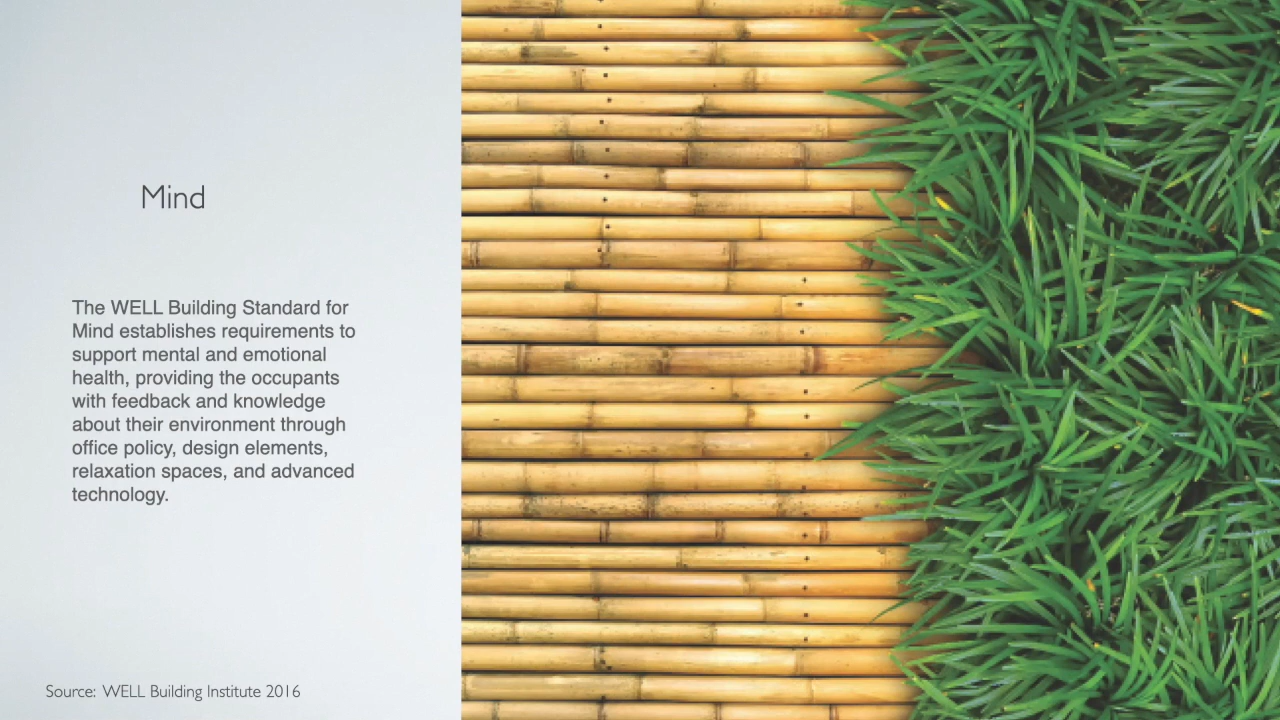 Mind
The WELL Building Standard for
Mind establishes requirements to
support mental and emotional
health, providing the occupants
with feedback and knowledge
about their environment through
office policy, design elements,
relaxation spaces, and advanced
technology.
Source: WELL Building Institute 2016